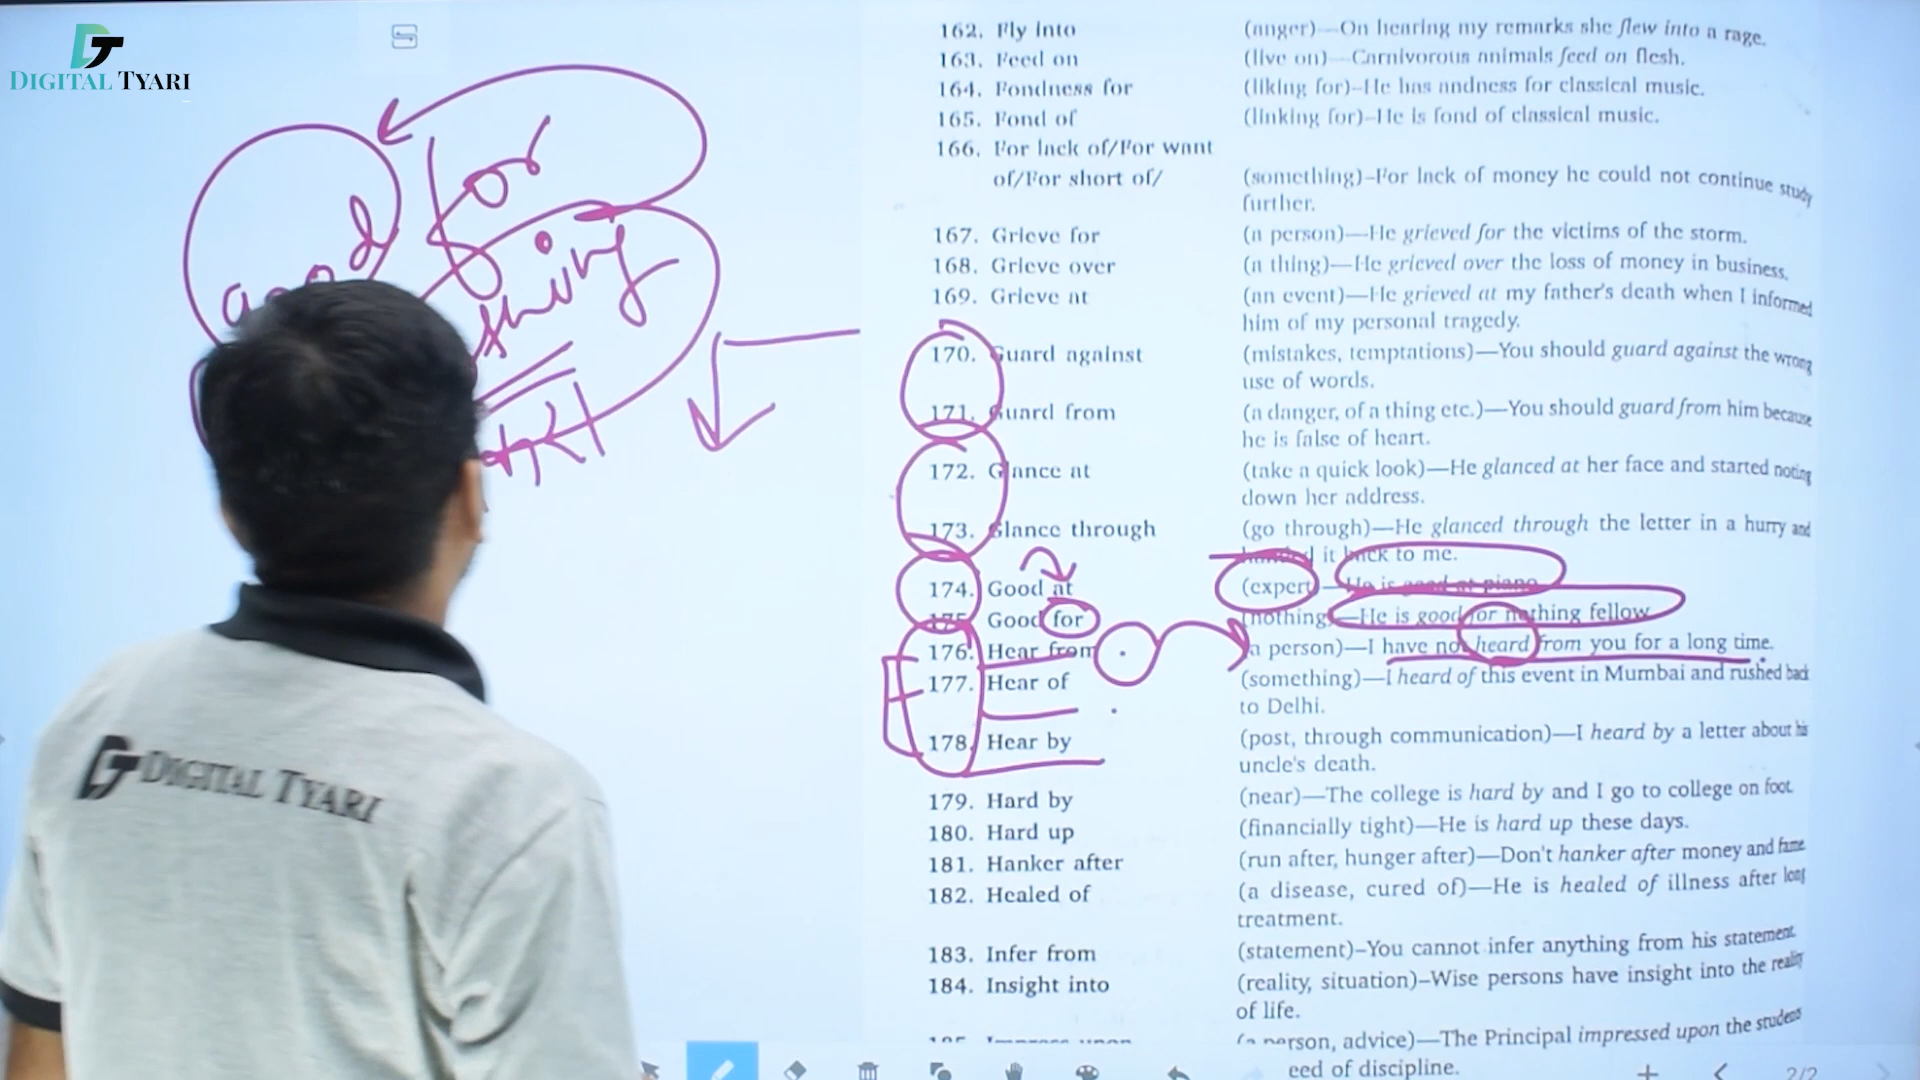 DT
DIGITAL TYARI
for
good
thing
DIGITAL TYARI
162. Fly into (anger)—On hearing my remarks she flew into a rage.
163. Feed on (live on)—Carnivorous animals feed on flesh.
164. Fondness for (liking for)–He has andness for classical music.
165. Fond of (linking for)–He is fond of classical music.
166. For lack of/For want
of/For short of/ (something)–For lack of money he could not continue study
further.
167. Grieve for (a person)—He grieved for the victims of the storm.
168. Grieve over (a thing)—He grieved over the loss of money in business.
169. Grieve at (an event)—He grieved at my father's death when I informed
him of my personal tragedy.
170. Guard against (mistakes, temptations)—You should guard against the wrong
use of words.
171. Guard from (a danger, of a thing etc.)—You should guard from him because
he is false of heart.
172. Glance at (take a quick look)—He glanced at her face and started noting
down her address.
173. Glance through (go through)—He glanced through the letter in a hurry and
handed it back to me.
174. Good at (expert)—He is good at piano
175. Good for (nothing)—He is good for nothing fellow
176. Hear from (a person)—I have not heard from you for a long time.
177. Hear of (something)—I heard of this event in Mumbai and rushed back
to Delhi.
178. Hear by (post, through communication)—I heard by a letter about his
uncle's death.
179. Hard by (near)—The college is hard by and I go to college on foot.
180. Hard up (financially tight)—He is hard up these days.
181. Hanker after (run after, hunger after)—Don't hanker after money and fame
182. Healed of (a disease, cured of)—He is healed of illness after long
treatment.
183. Infer from (statement)–You cannot infer anything from his statement.
184. Insight into (reality, situation)–Wise persons have insight into the reality
of life.
185. Impress upon (a person, advice)—The Principal impressed upon the students
eed of discipline.
2/2